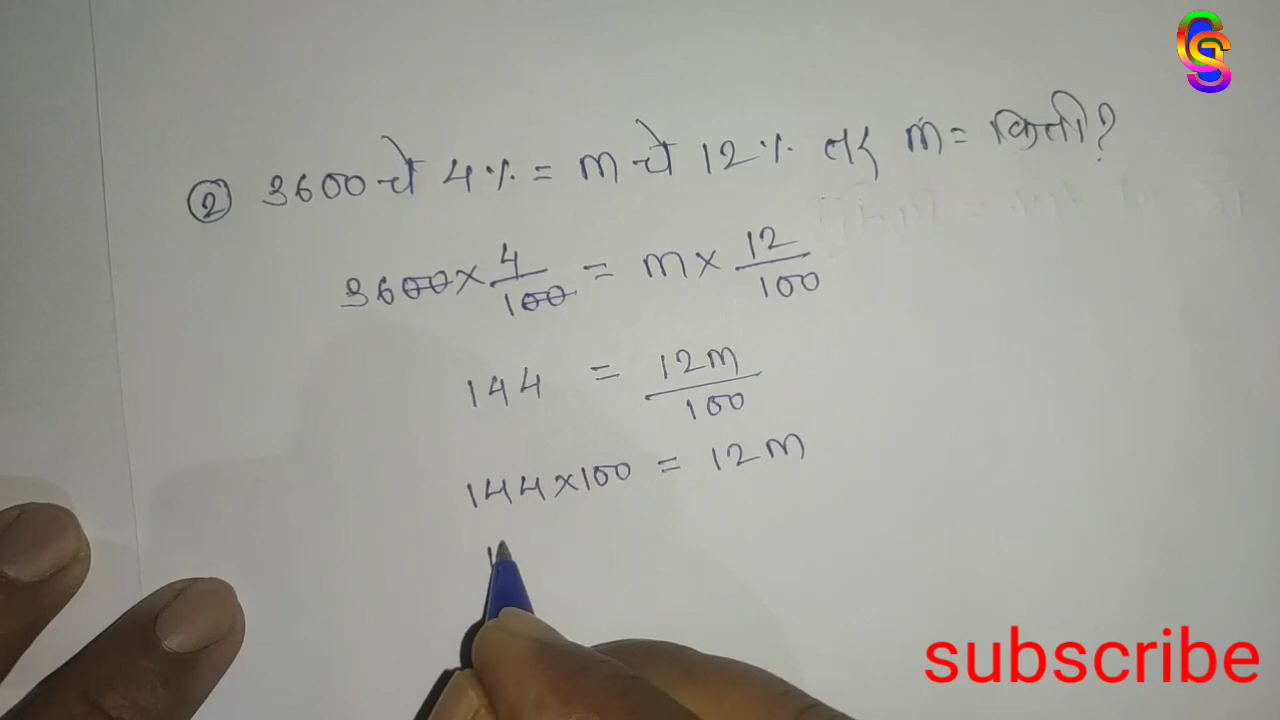 ② 3600 चे 4% = m चे 12% तर m = किती?
3600 × 4/100 = m × 12/100
144 = 12m/100
144×100 = 12m
subscribe